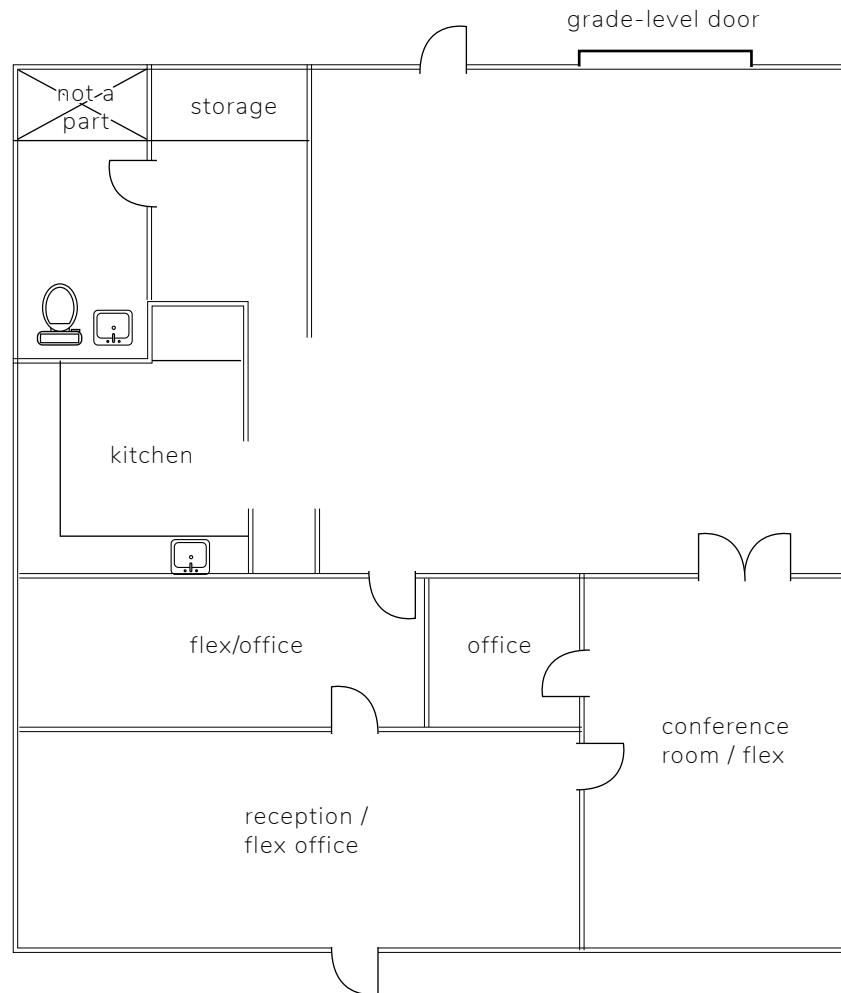 grade-level door
not a
part
storage
kitchen
flex/office
office
conference
room / flex
reception /
flex office